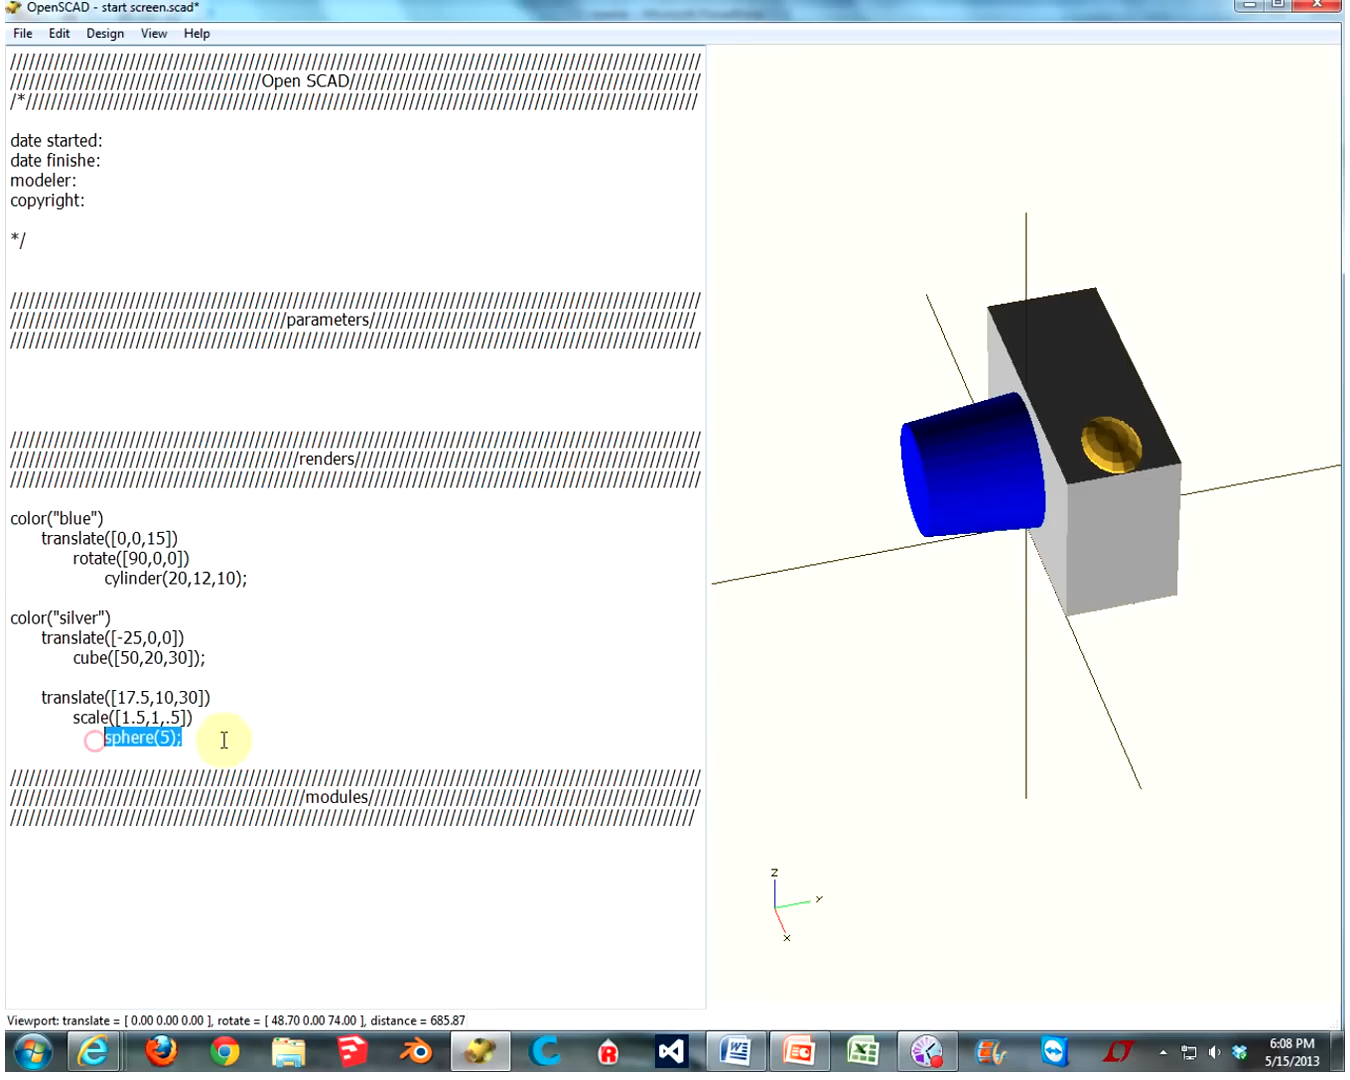 OpenSCAD - start screen.scad*
File Edit Design View Help
////////////////////////////////////////////////////////////////////////////////////////////////////////////////
/////////////////////////////////////////Open SCAD////////////////////////////////////////////////////////
/*//////////////////////////////////////////////////////////////////////////////////////////////////////////////
date started:
date finishe:
modeler:
copyright:
*/
////////////////////////////////////////////////////////////////////////////////////////////////////////////////
/////////////////////////////////////////////parameters/////////////////////////////////////////////////////
////////////////////////////////////////////////////////////////////////////////////////////////////////////////
////////////////////////////////////////////////////////////////////////////////////////////////////////////////
///////////////////////////////////////////////renders////////////////////////////////////////////////////////
////////////////////////////////////////////////////////////////////////////////////////////////////////////////
color("blue")
translate([0,0,15])
rotate([90,0,0])
cylinder(20,12,10);
color("silver")
translate([-25,0,0])
cube([50,20,30]);
translate([17.5,10,30])
scale([1.5,1,.5])
sphere(5);
////////////////////////////////////////////////////////////////////////////////////////////////////////////////
////////////////////////////////////////////////modules/////////////////////////////////////////////////////
///////////////////////////////////////////////////////////////////////////////////////////////////////////////
Z
Y
X
Viewport: translate = [ 0.00 0.00 0.00 ], rotate = [ 48.70 0.00 74.00 ], distance = 685.87
6:08 PM
5/15/2013